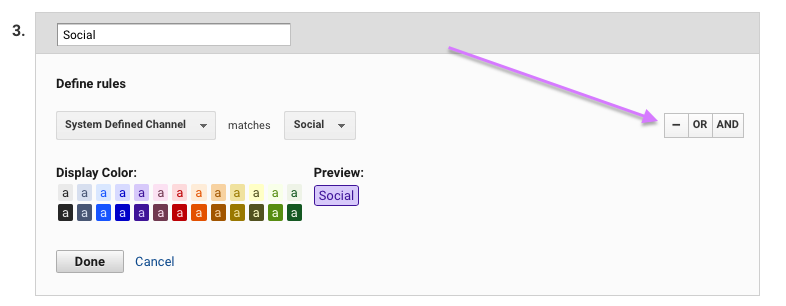 3.
Social
Define rules
System Defined Channel matches Social − OR AND
Display Color: Preview:
a a a a a a a a a a a a a
a a a a a a a a a a a a a
Social
Done Cancel